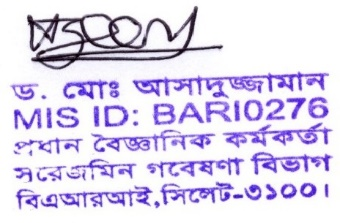 ড. মোঃ আসাদুজ্জামান
MIS ID: BARI0276
প্রধান বৈজ্ঞানিক কর্মকর্তা
সরেজমিন গবেষণা বিভাগ
বিএআরআই,সিলেট-৩১০০।